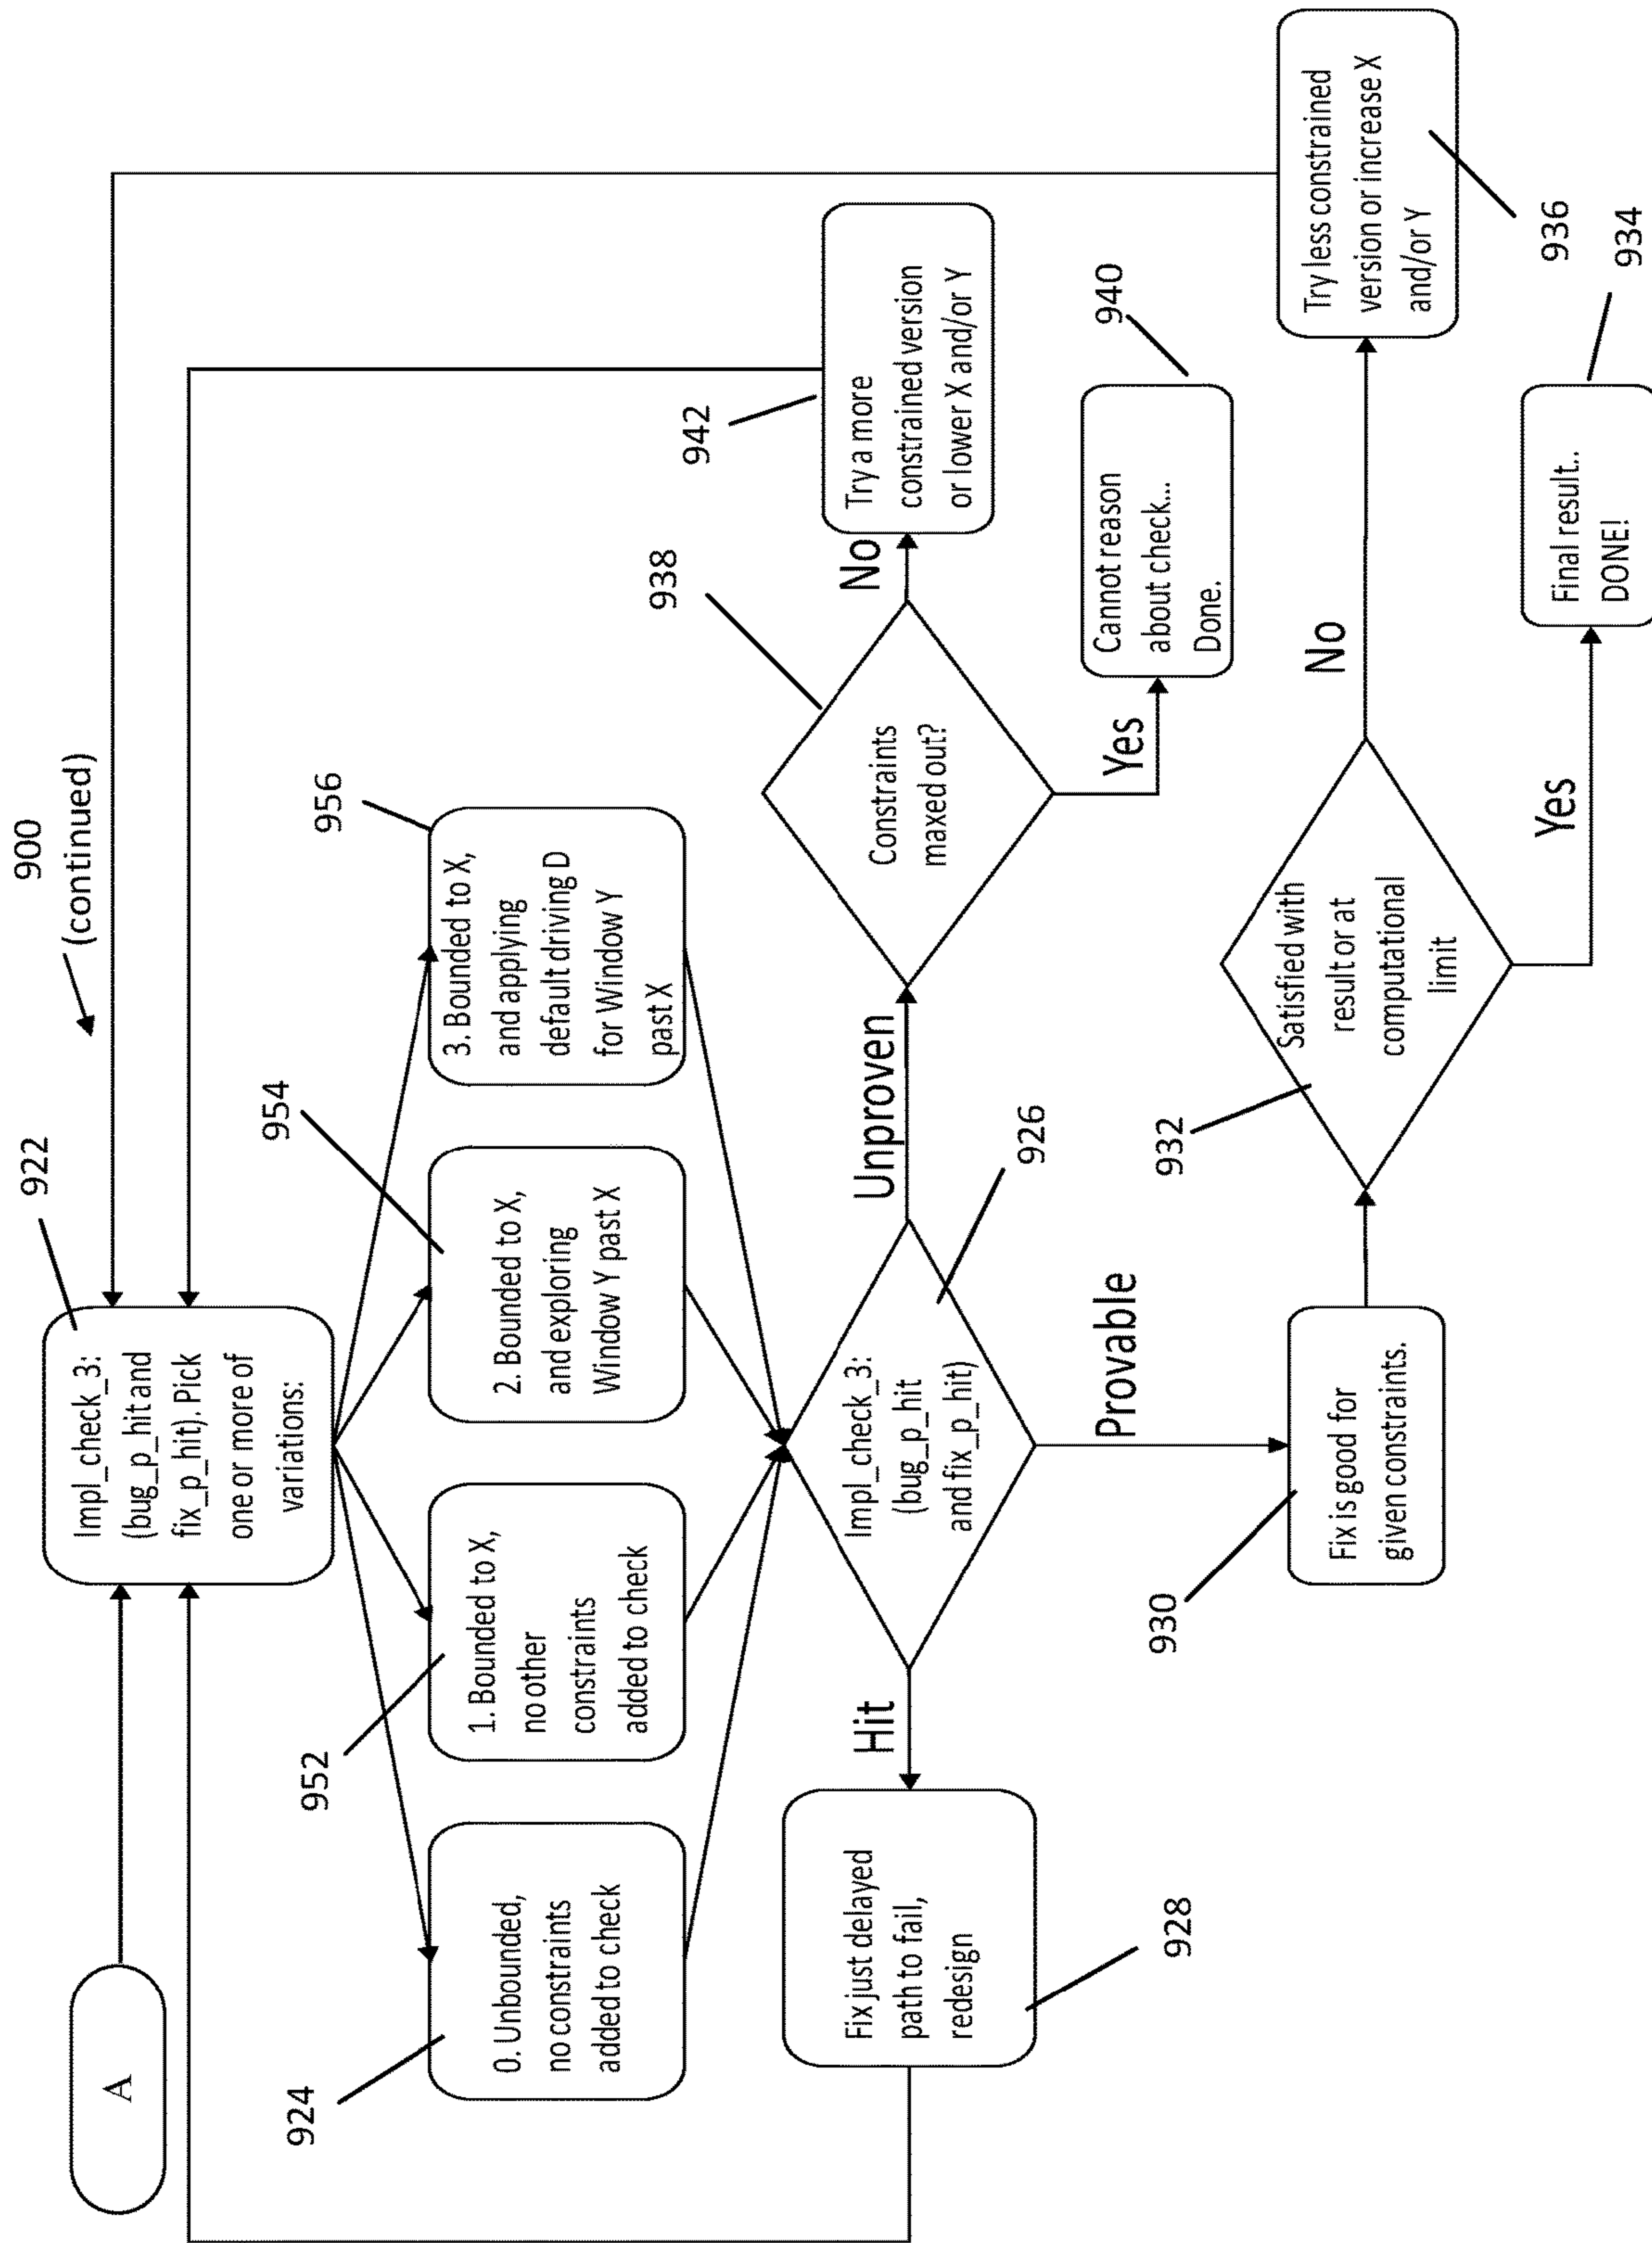 900
(continued)
A
922
Impl_check_3:
(bug_p_hit and
fix_p_hit). Pick
one or more of
variations:
924
0. Unbounded,
no constraints
added to check
952
1. Bounded to X,
no other
constraints
added to check
954
2. Bounded to X,
and exploring
Window Y past X
956
3. Bounded to X,
and applying
default driving D
for Window Y
past X
Impl_check_3:
(bug_p_hit
and fix_p_hit)
926
Hit
Fix just delayed
path to fail,
redesign
928
Unproven
Constraints
maxed out?
938
No
Try a more
constrained version
or lower X and/or Y
942
Yes
Cannot reason
about check...
Done.
940
Provable
Fix is good for
given constraints.
930
Satisfied with
result or at
computational
limit
932
No
Try less constrained
version or increase X
and/or Y
936
Yes
Final result..
DONE!
934